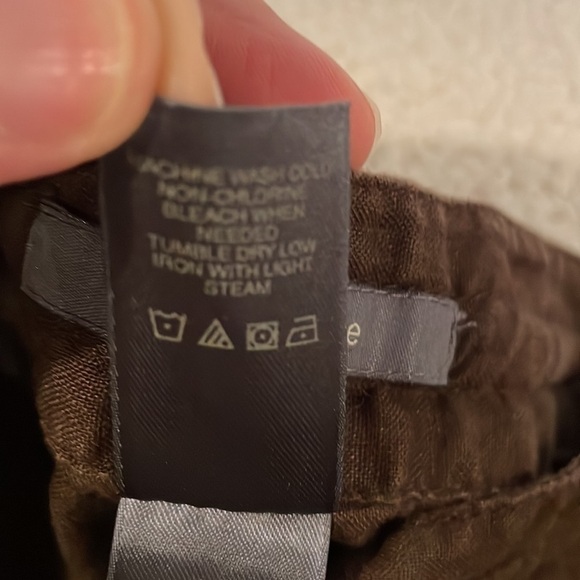 MACHINE WASH COLD
NON-CHLORINE
BLEACH WHEN
NEEDED
TUMBLE DRY LOW
IRON WITH LIGHT
STEAM
e